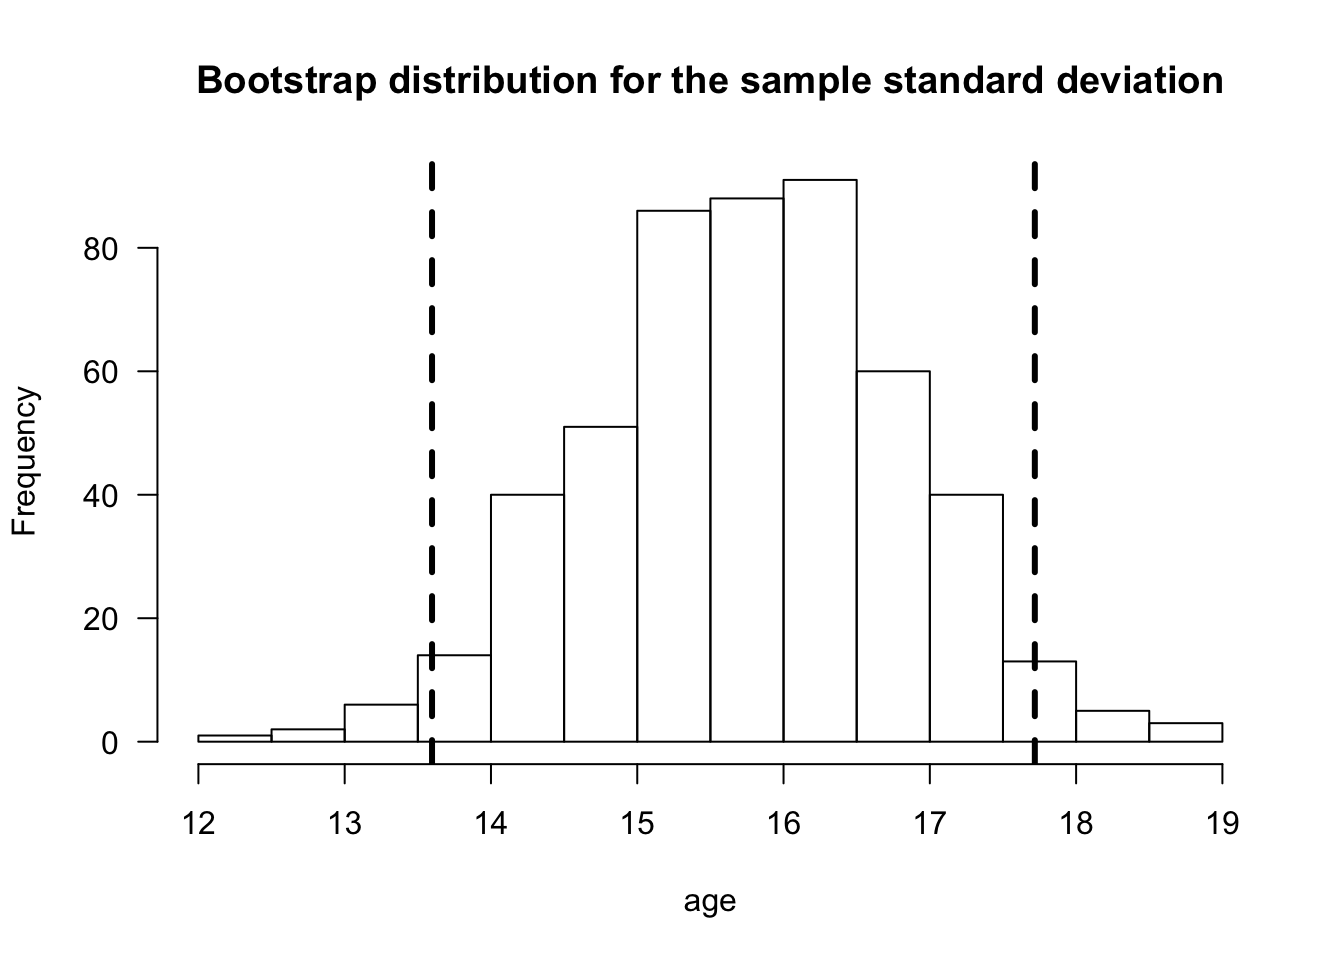 Bootstrap distribution for the sample standard deviation
80
60
40
20
0
Frequency
12 13 14 15 16 17 18 19
age